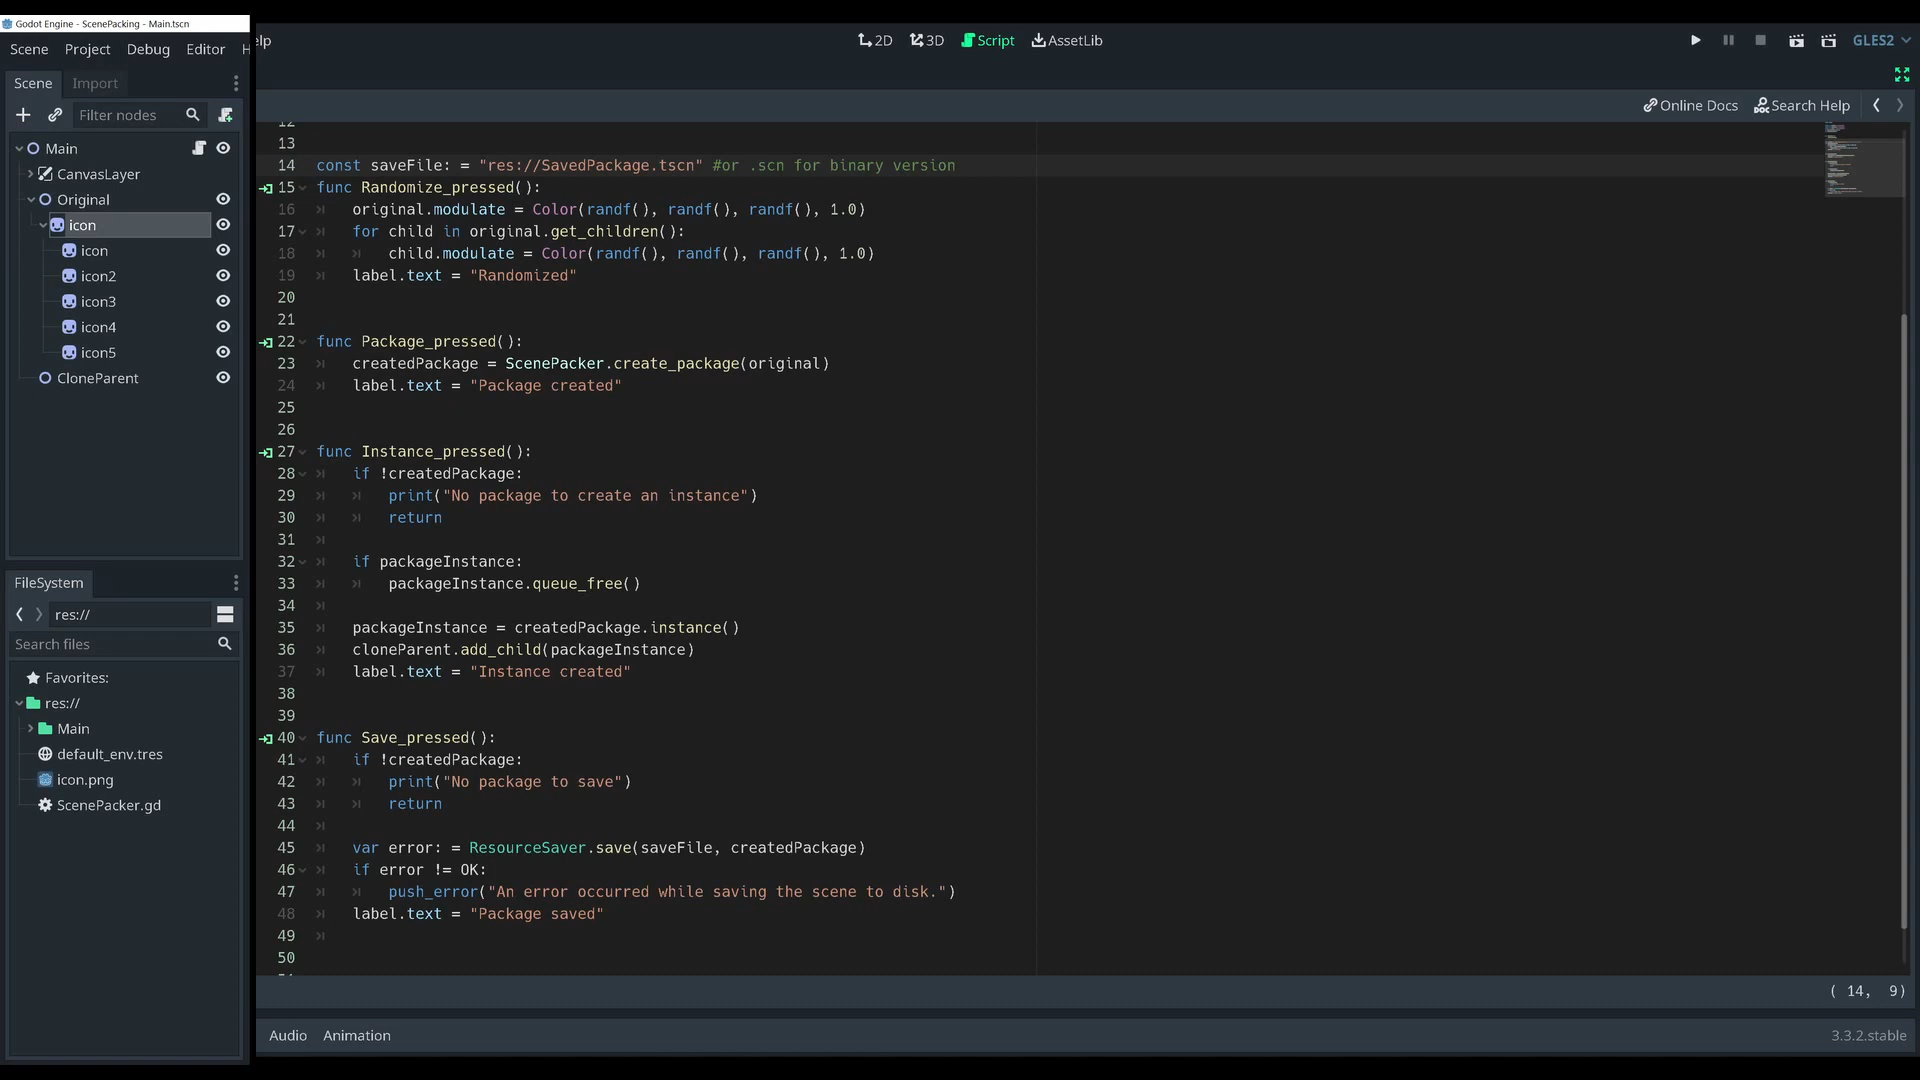 Godot Engine - ScenePacking - Main.tscn
Scene Project Debug Editor Help
2D 3D Script AssetLib
GLES2
Scene Import
Online Docs Search Help
Filter nodes
Main
CanvasLayer
Original
icon
icon
icon2
icon3
icon4
icon5
CloneParent
FileSystem
res://
Search files
Favorites:
res://
Main
default_env.tres
icon.png
ScenePacker.gd
12
13
14 const saveFile: = "res://SavedPackage.tscn" #or .scn for binary version
15 func Randomize_pressed():
16 original.modulate = Color(randf(), randf(), randf(), 1.0)
17 for child in original.get_children():
18 child.modulate = Color(randf(), randf(), randf(), 1.0)
19 label.text = "Randomized"
20
21
22 func Package_pressed():
23 createdPackage = ScenePacker.create_package(original)
24 label.text = "Package created"
25
26
27 func Instance_pressed():
28 if !createdPackage:
29 print("No package to create an instance")
30 return
31
32 if packageInstance:
33 packageInstance.queue_free()
34
35 packageInstance = createdPackage.instance()
36 cloneParent.add_child(packageInstance)
37 label.text = "Instance created"
38
39
40 func Save_pressed():
41 if !createdPackage:
42 print("No package to save")
43 return
44
45 var error: = ResourceSaver.save(saveFile, createdPackage)
46 if error != OK:
47 push_error("An error occurred while saving the scene to disk.")
48 label.text = "Package saved"
49
50
( 14, 9)
Audio Animation
3.3.2.stable